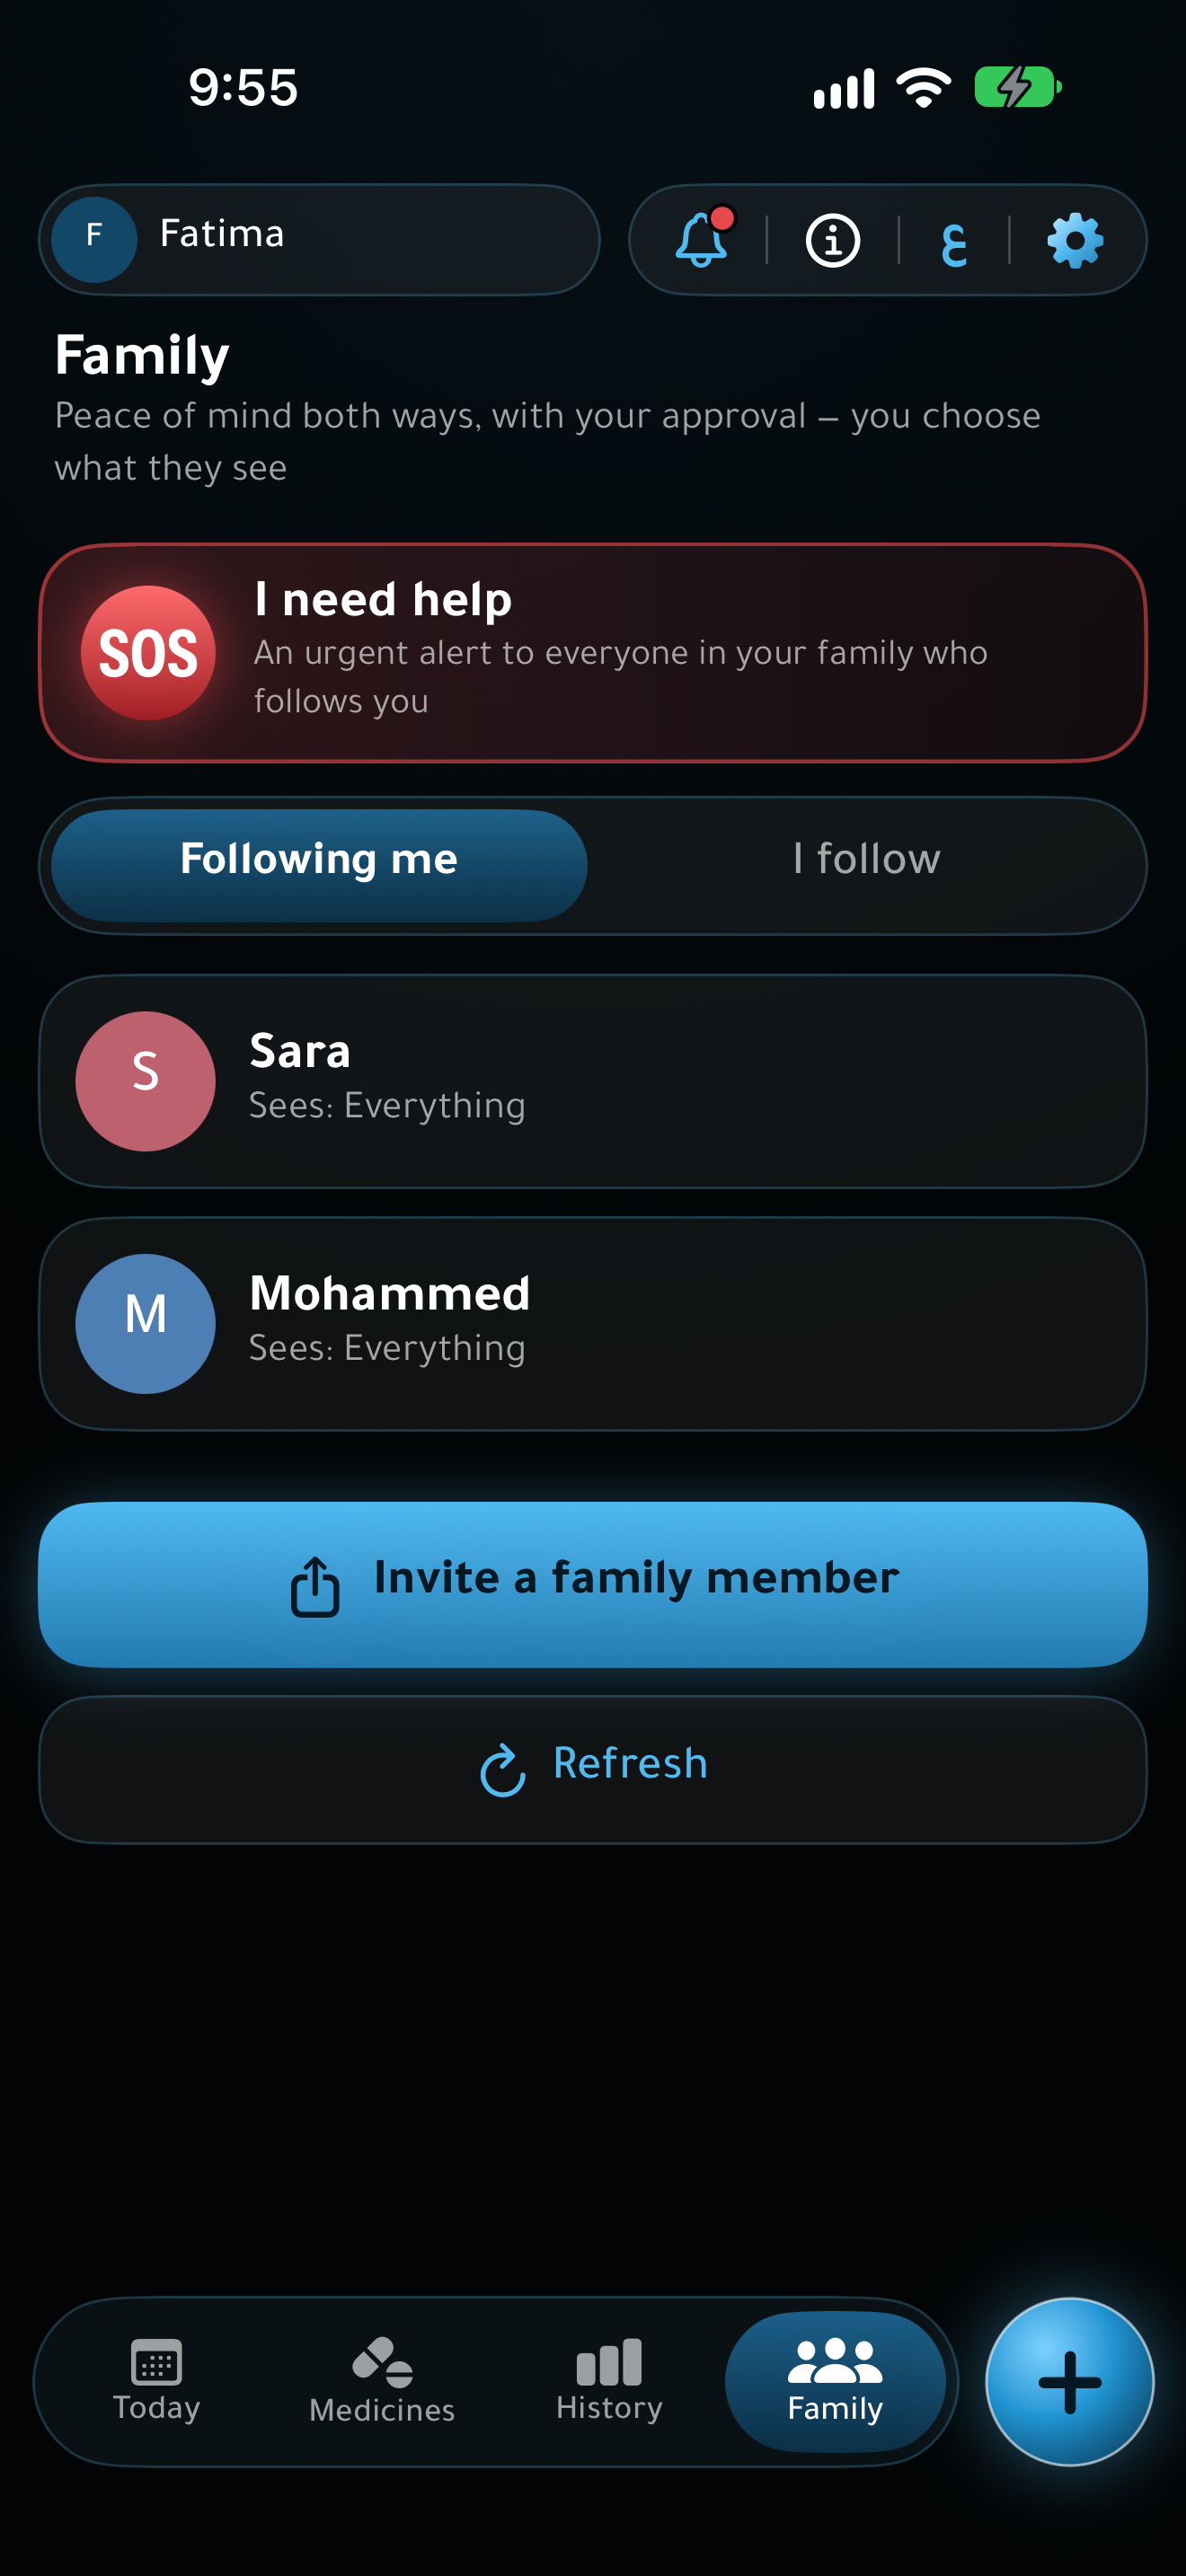 9:55
F
Fatima
ع
Family
Peace of mind both ways, with your approval – you choose
what they see
SOS
I need help
An urgent alert to everyone in your family who
follows you
Following me
I follow
S
Sara
Sees: Everything
M
Mohammed
Sees: Everything
Invite a family member
Refresh
Today
Medicines
History
Family